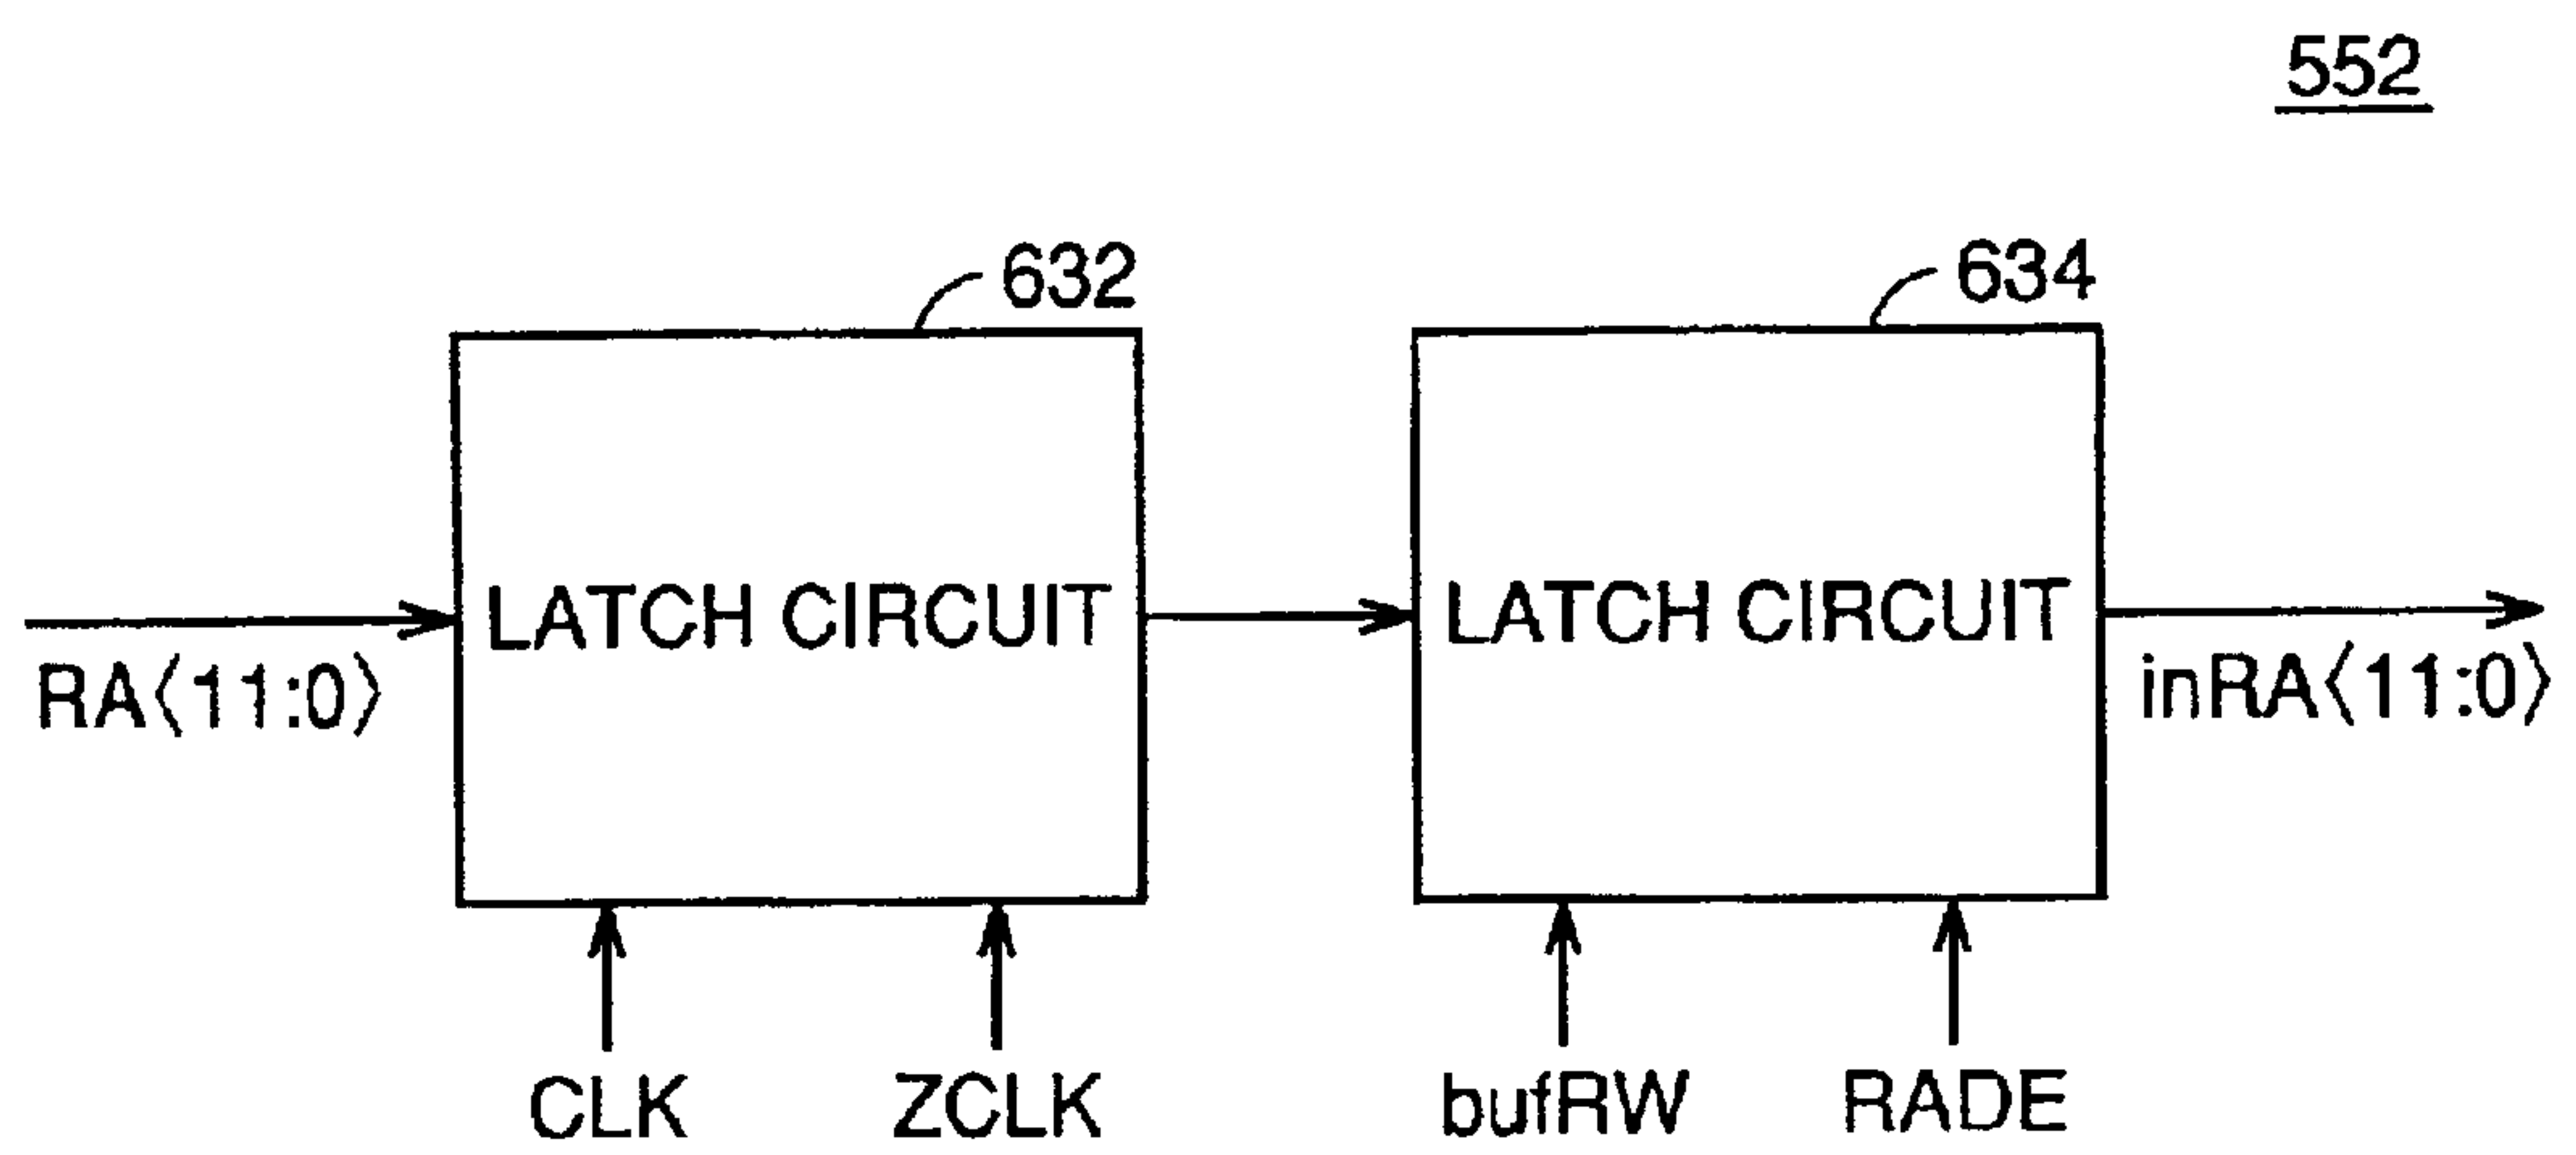 552
632
634
LATCH CIRCUIT
LATCH CIRCUIT
RA〈11:0〉
inRA〈11:0〉
CLK
ZCLK
bufRW
RADE